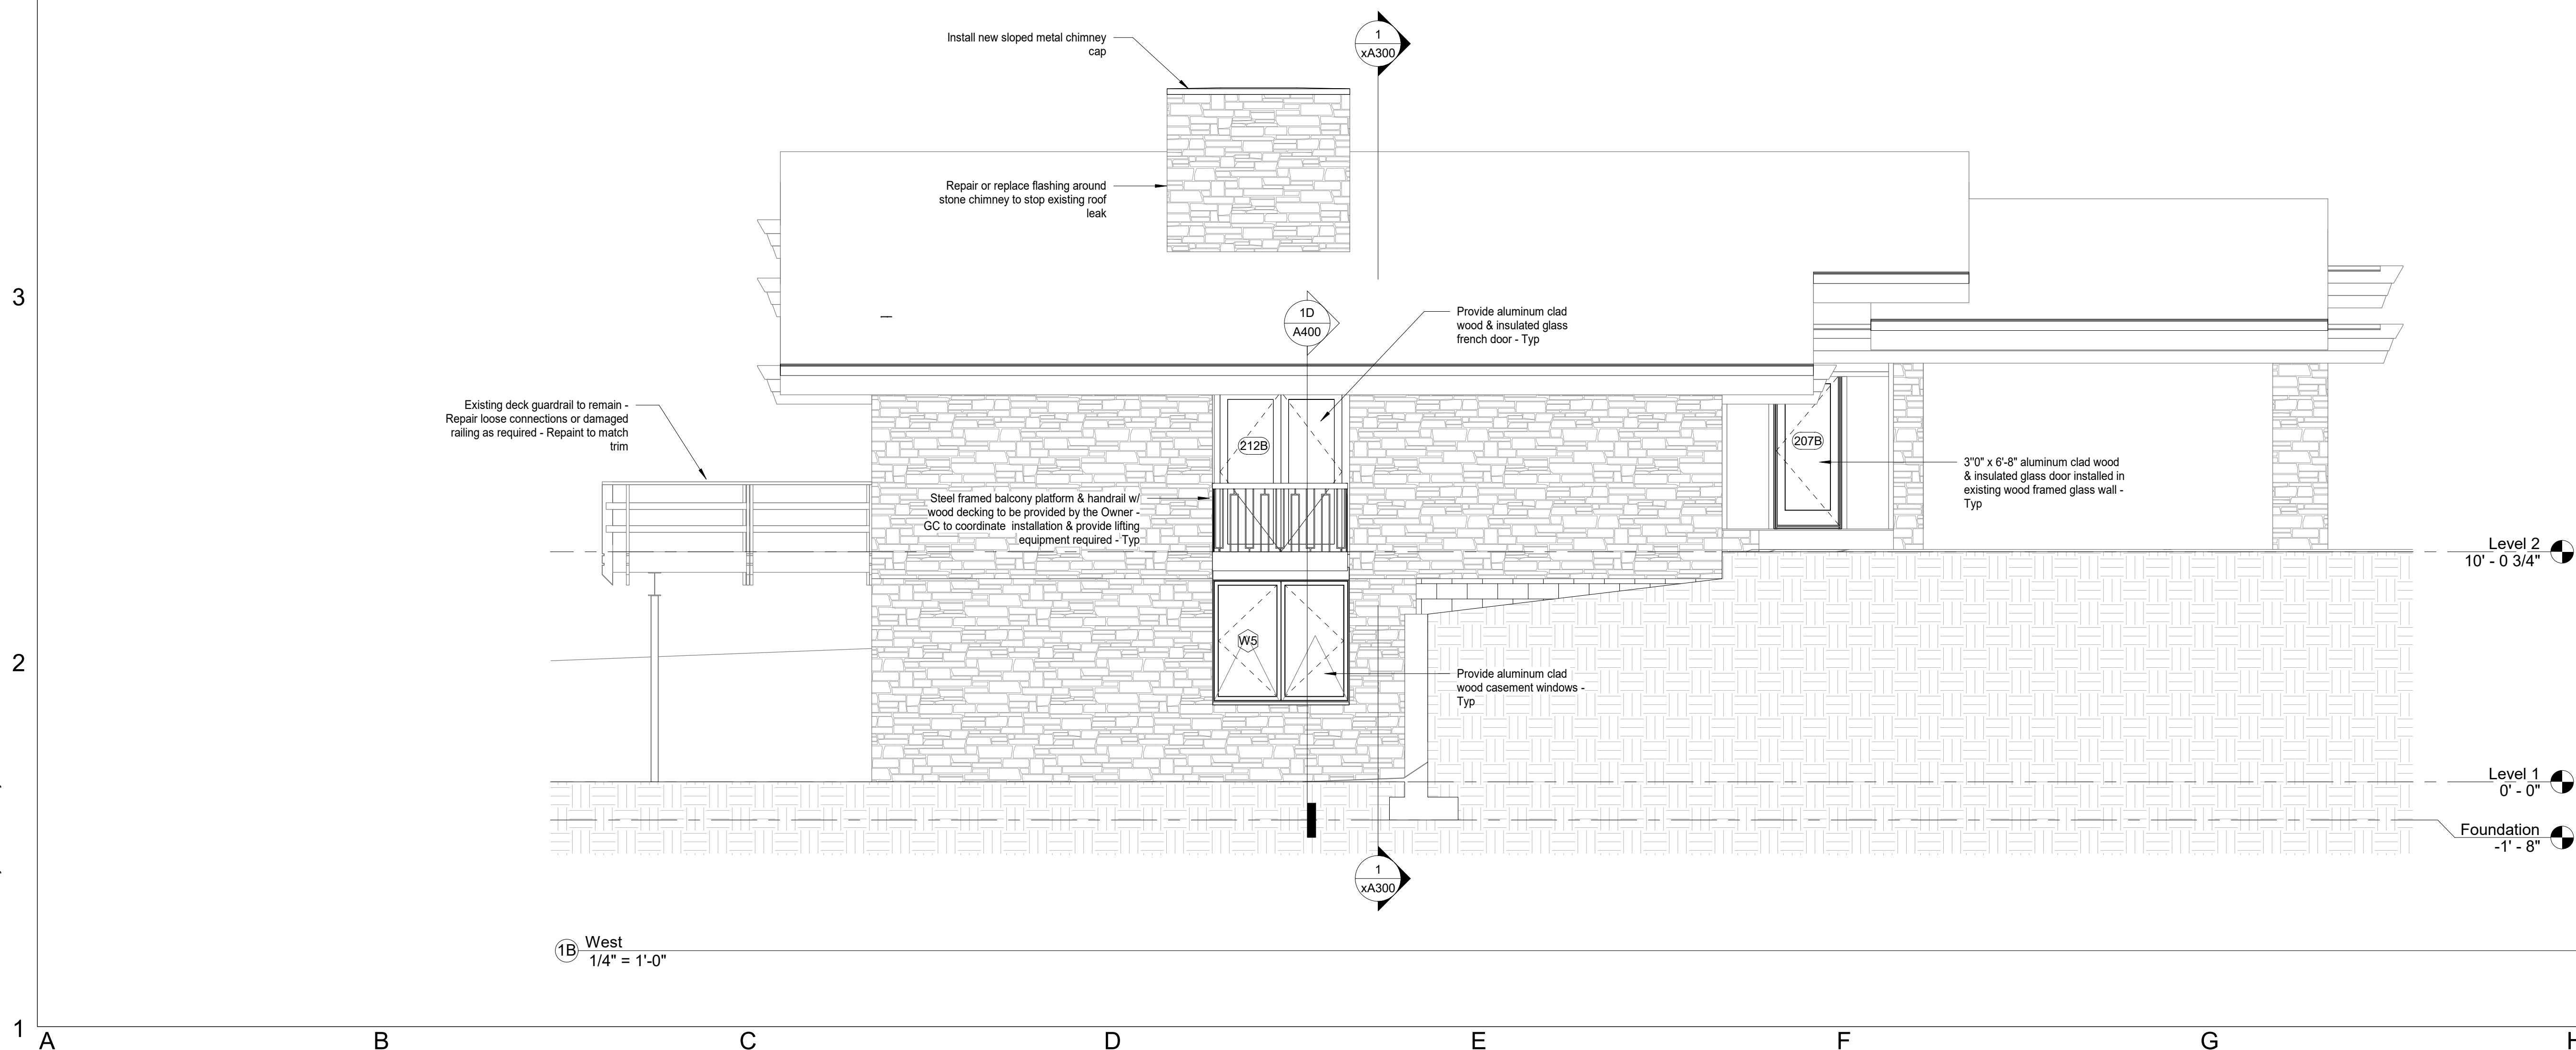 Install new sloped metal chimney
cap
1
xA300
Repair or replace flashing around
stone chimney to stop existing roof
leak
3
1D
A400
Provide aluminum clad
wood & insulated glass
french door - Typ
Existing deck guardrail to remain -
Repair loose connections or damaged
railing as required - Repaint to match
trim
212B
207B
3"0" x 6'-8" aluminum clad wood
& insulated glass door installed in
existing wood framed glass wall -
Typ
Steel framed balcony platform & handrail w/
wood decking to be provided by the Owner -
GC to coordinate installation & provide lifting
equipment required - Typ
Level 2
10' - 0 3/4"
W5
2
Provide aluminum clad
wood casement windows -
Typ
Level 1
0' - 0"
Foundation
-1' - 8"
1
xA300
1B
West
1/4" = 1'-0"
1
A B C D E F G H